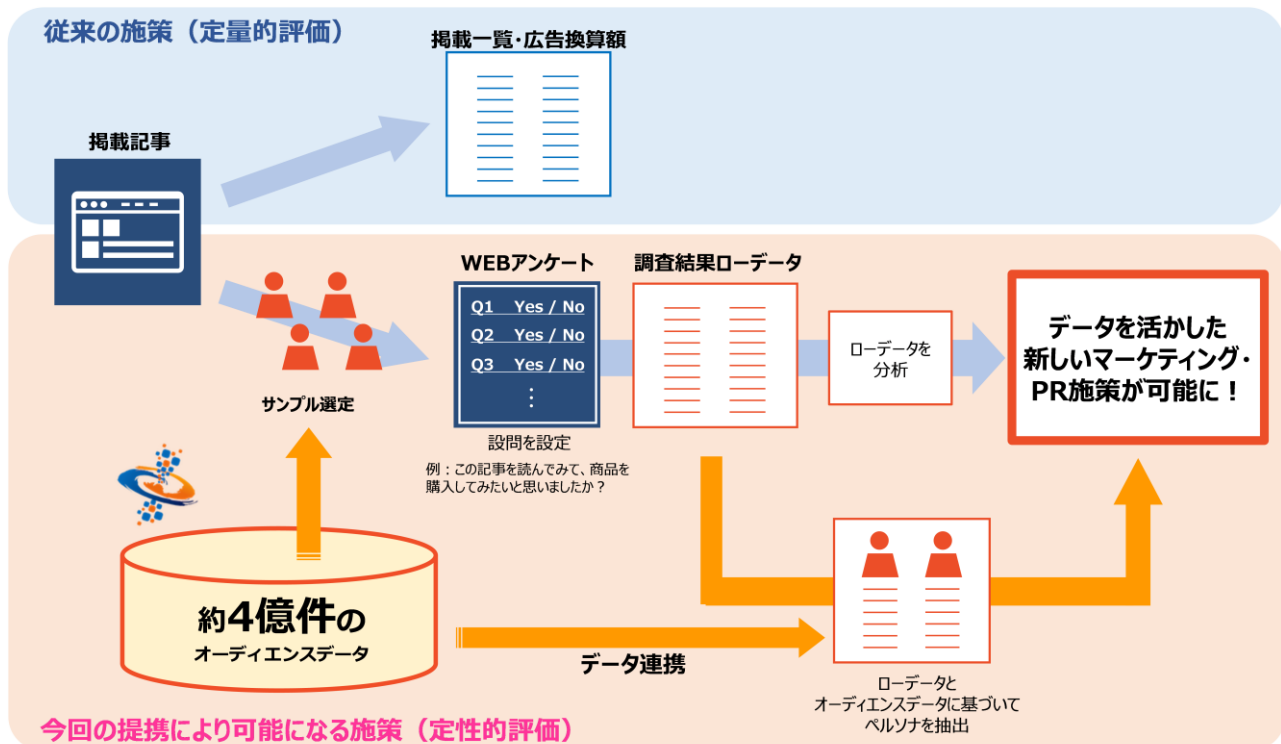 従来の施策（定量的評価）
掲載一覧・広告換算額
掲載記事
WEBアンケート
調査結果ローデータ
Q1 Yes / No
Q2 Yes / No
Q3 Yes / No
⋮
サンプル選定
設問を設定
例：この記事を読んでみて、商品を
購入してみたいと思いましたか？
ローデータを
分析
データを活かした
新しいマーケティング・
PR施策が可能に！
約4億件の
オーディエンスデータ
データ連携
ローデータと
オーディエンスデータに基づいて
ペルソナを抽出
今回の提携により可能になる施策（定性的評価）